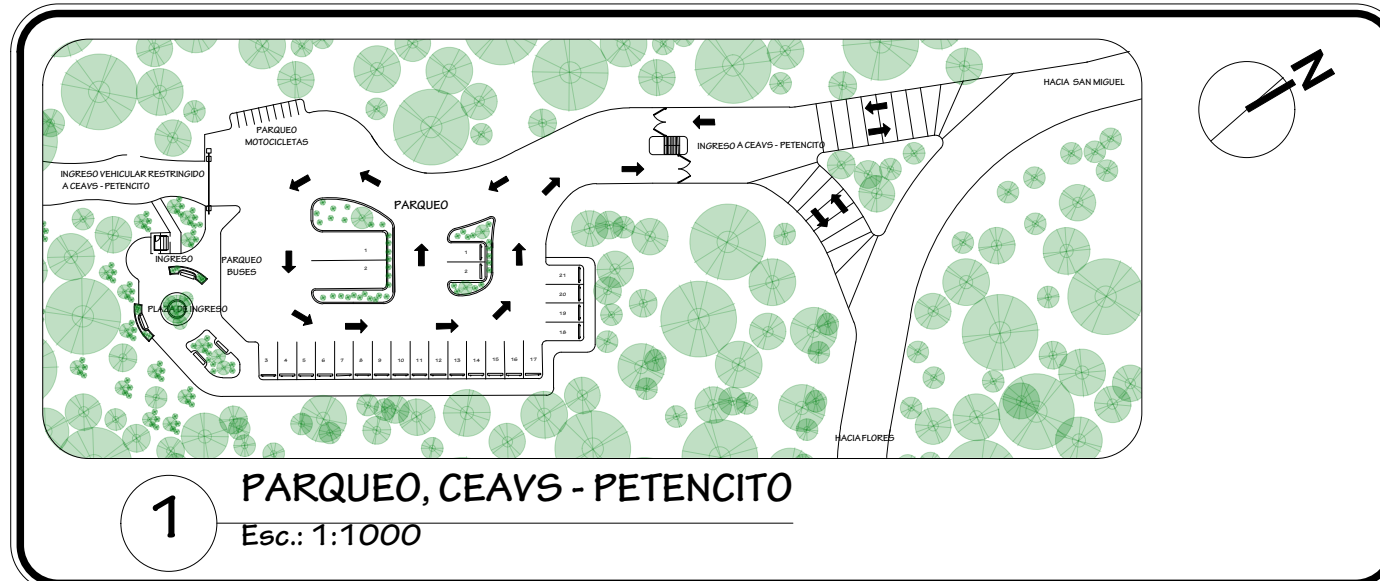 HACIA SAN MIGUEL
N
PARQUEO
MOTOCICLETAS
INGRESO A CEAVS - PETENCITO
INGRESO VEHICULAR RESTRINGIDO
A CEAVS - PETENCITO
PARQUEO
INGRESO
PARQUEO
BUSES
1
2
1
2
21
20
19
18
PLAZA DE INGRESO
3 4 5 6 7 8 9 10 11 12 13 14 15 16 17
HACIA FLORES
1
PARQUEO, CEAVS - PETENCITO
Esc.: 1:1000